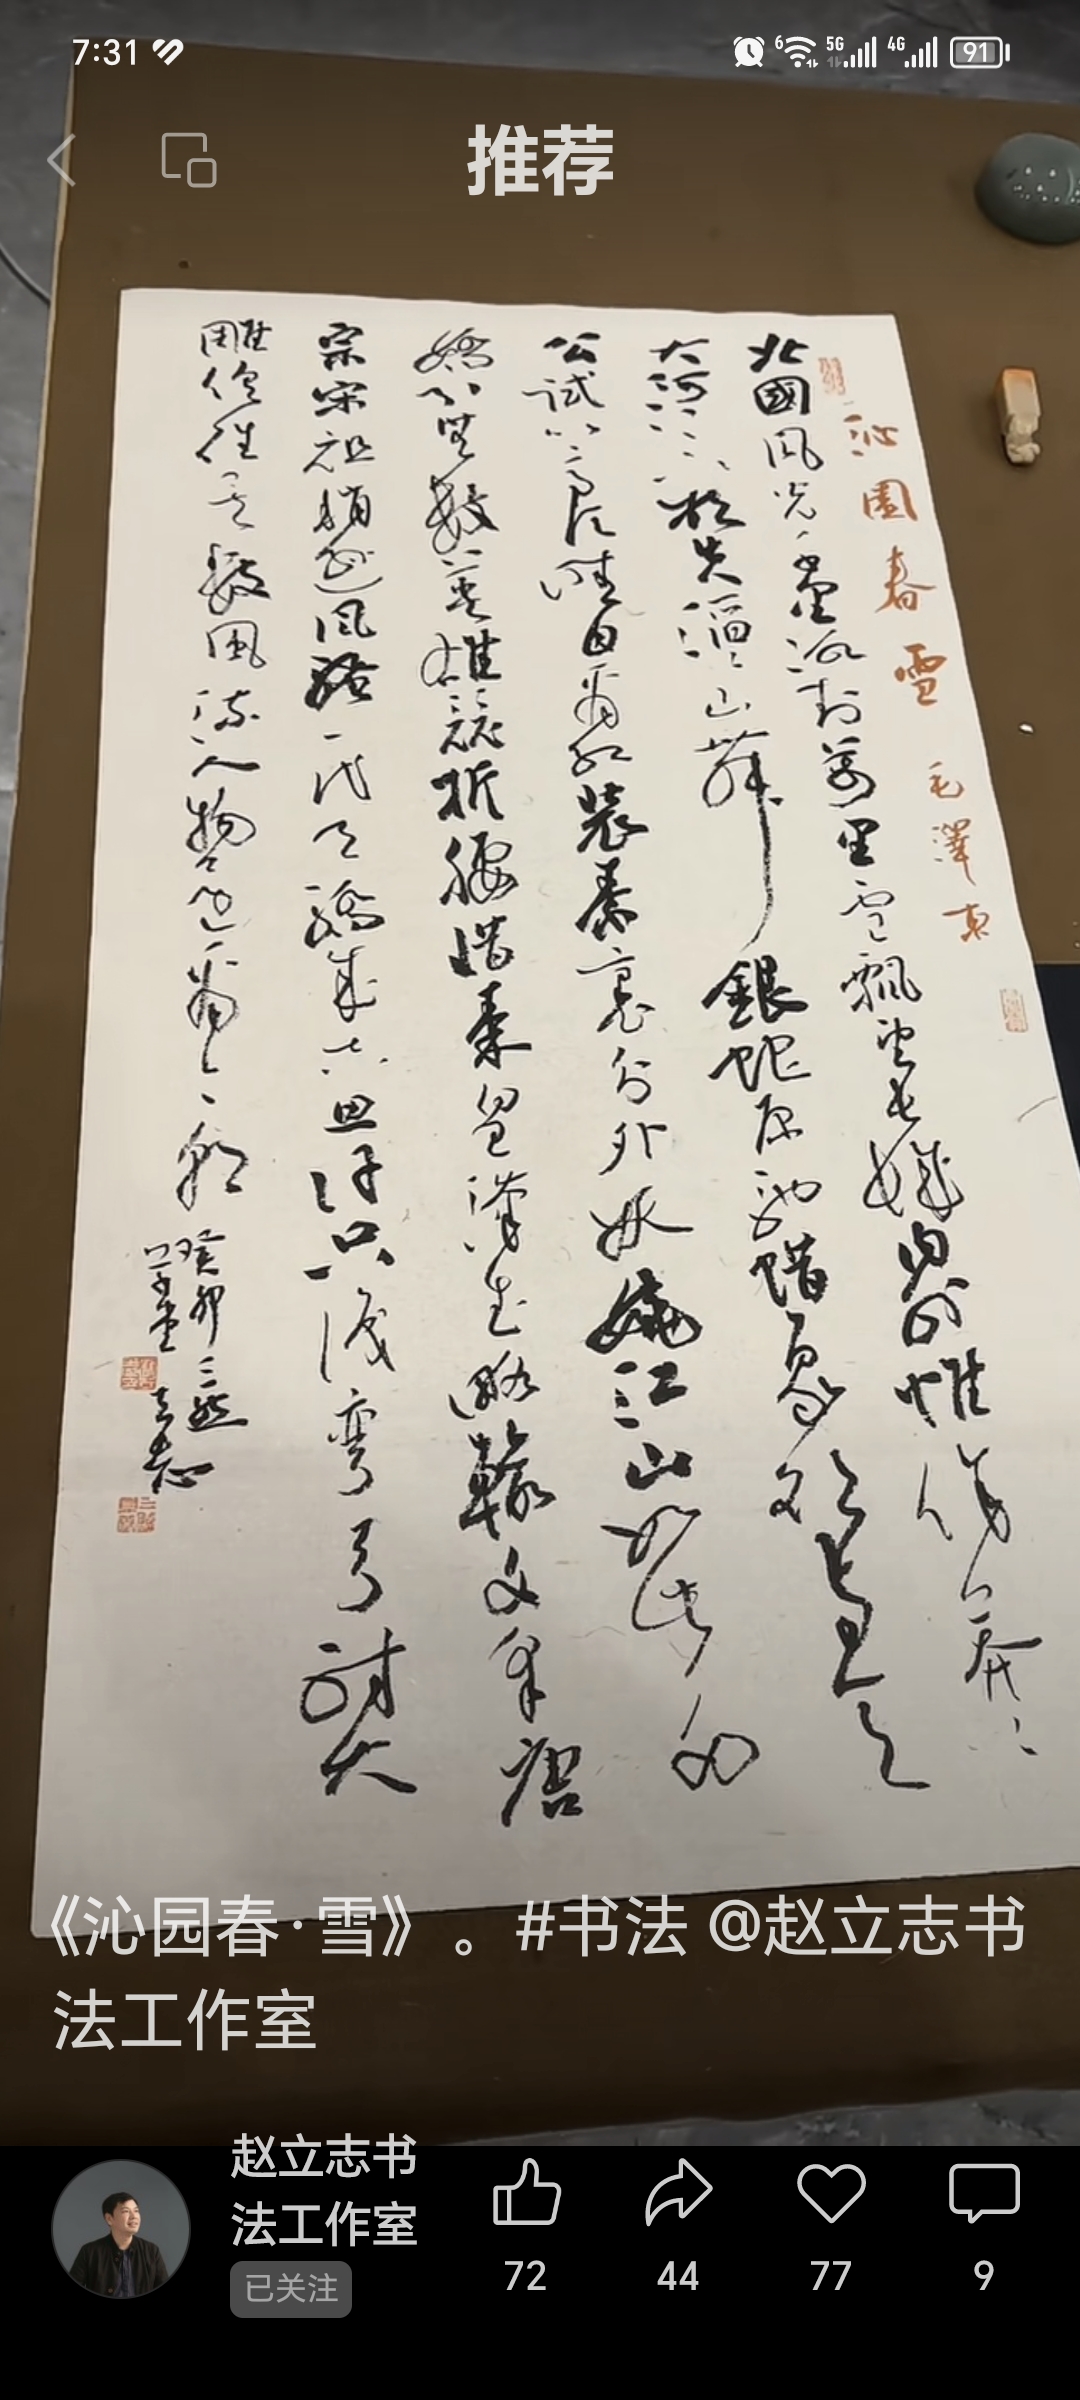 7:31
6 5G 4G 91
推荐
沁園春雪 毛澤東
北國風光千里冰封萬里雪飄望長城内外惟餘莽々
大河上下頓失滔々山舞銀蛇原馳蜡象欲與天
公試比高須晴日看紅裝素裹分外妖嬈江山如此多
嬌引無數英雄競折腰惜秦皇漢武略輸文采唐
宗宋祖稍遜風騷一代天驕成吉思汗只識彎弓射大
雕俱往矣數風流人物還看今朝
癸卯
立志
《沁园春·雪》。#书法 @赵立志书
法工作室
赵立志书
法工作室
已关注
72 44 77 9